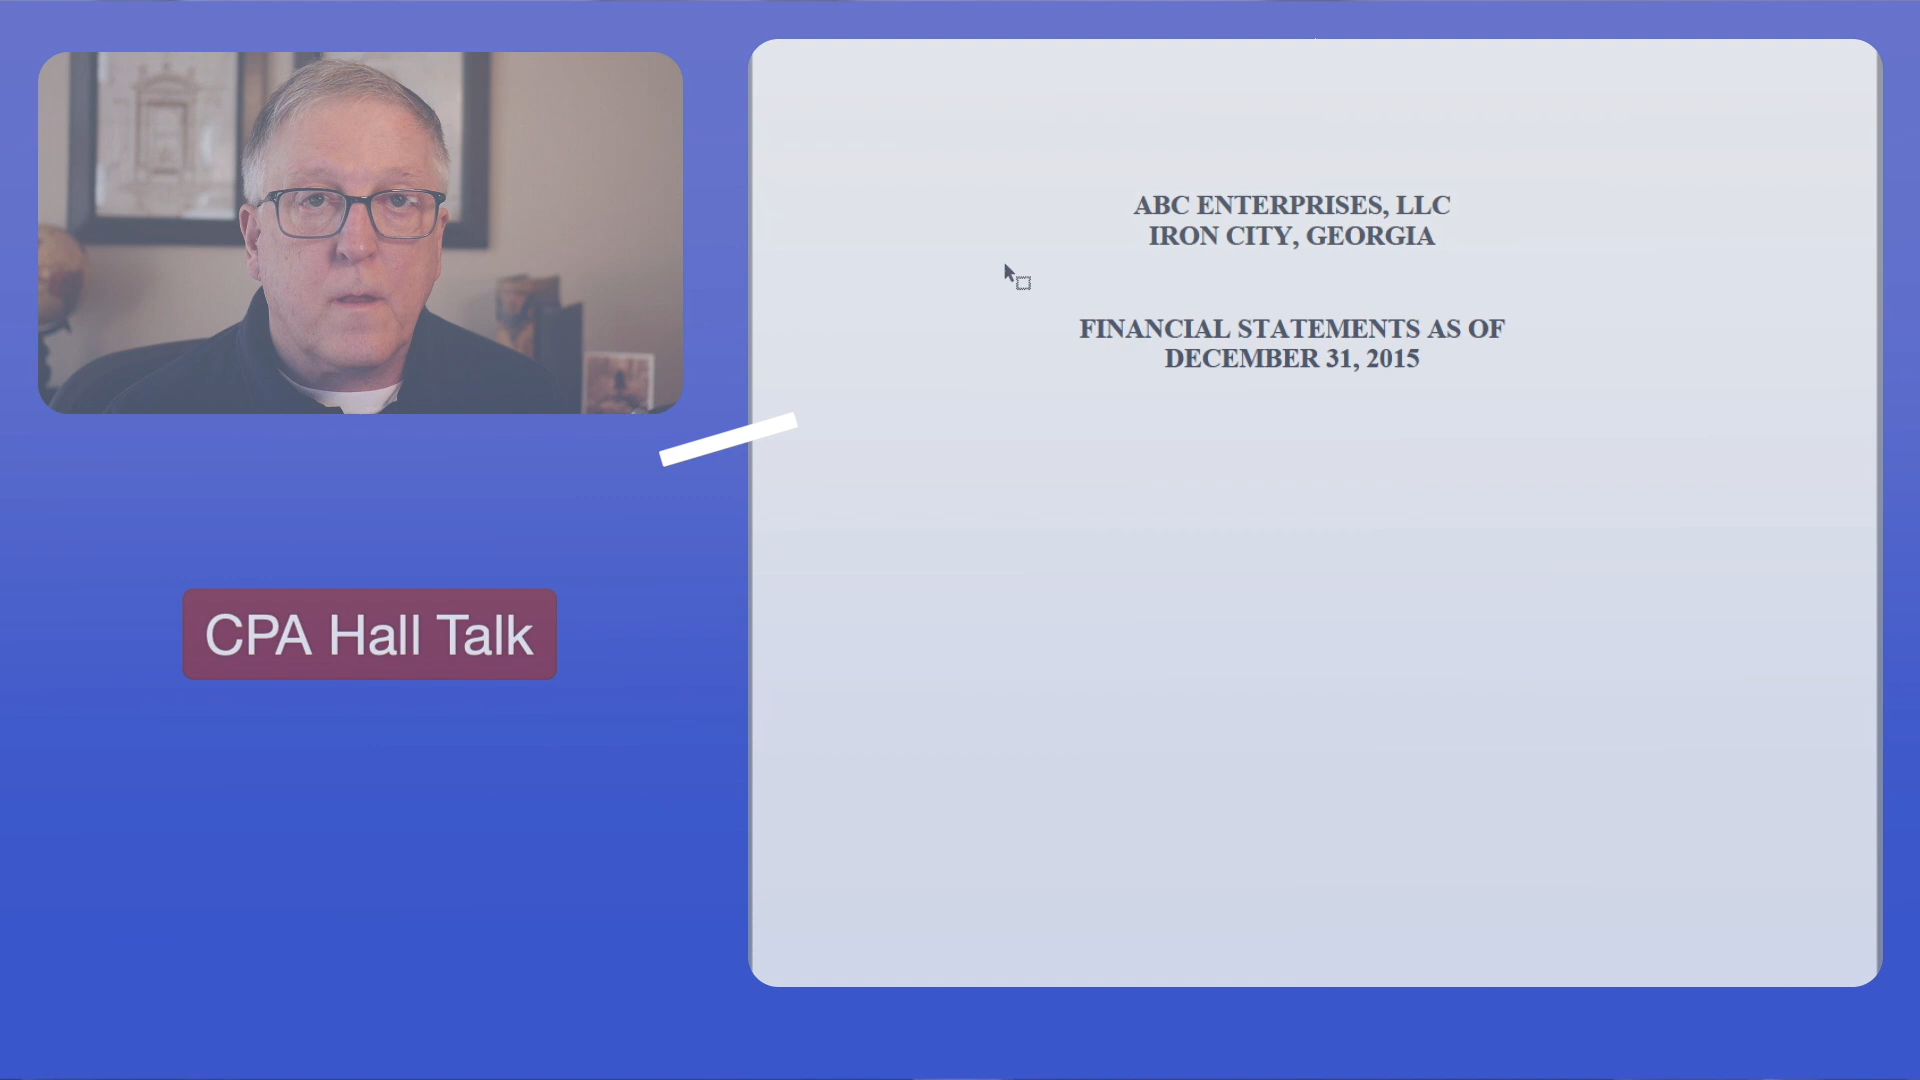 ABC ENTERPRISES, LLC
IRON CITY, GEORGIA
FINANCIAL STATEMENTS AS OF
DECEMBER 31, 2015
CPA Hall Talk